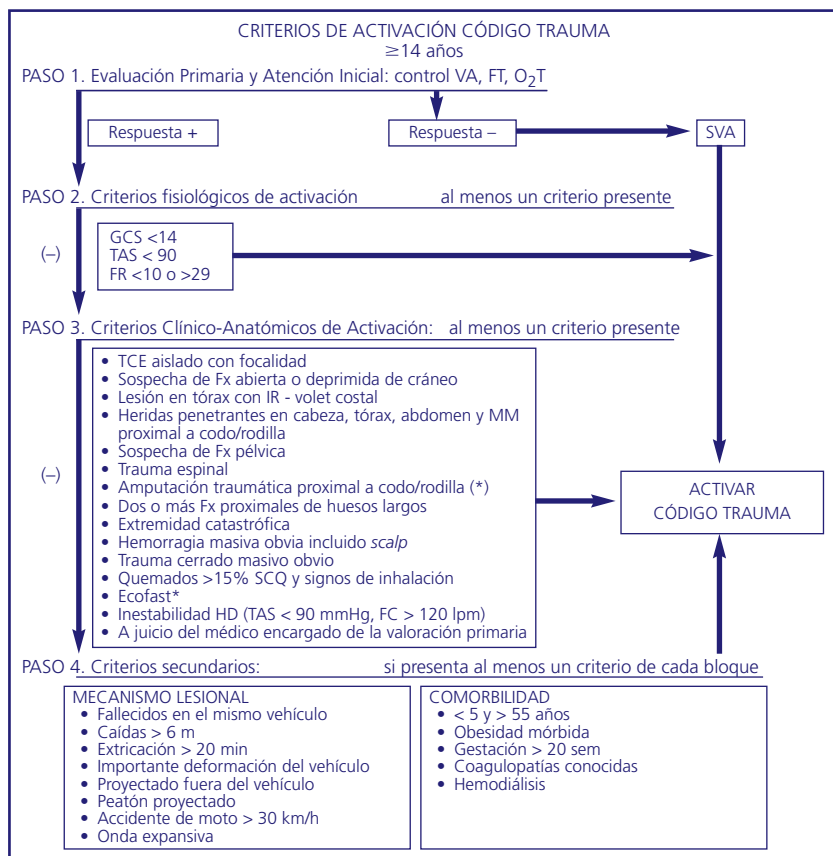 CRITERIOS DE ACTIVACIÓN CÓDIGO TRAUMA
≥14 años
PASO 1. Evaluación Primaria y Atención Inicial: control VA, FT, O₂T
Respuesta +
Respuesta –
SVA
PASO 2. Criterios fisiológicos de activación al menos un criterio presente
(–)
GCS <14
TAS < 90
FR <10 o >29
PASO 3. Criterios Clínico-Anatómicos de Activación: al menos un criterio presente
(–)
• TCE aislado con focalidad
• Sospecha de Fx abierta o deprimida de cráneo
• Lesión en tórax con IR - volet costal
• Heridas penetrantes en cabeza, tórax, abdomen y MM
proximal a codo/rodilla
• Sospecha de Fx pélvica
• Trauma espinal
• Amputación traumática proximal a codo/rodilla (*)
• Dos o más Fx proximales de huesos largos
• Extremidad catastrófica
• Hemorragia masiva obvia incluido scalp
• Trauma cerrado masivo obvio
• Quemados >15% SCQ y signos de inhalación
• Ecofast*
• Inestabilidad HD (TAS < 90 mmHg, FC > 120 lpm)
• A juicio del médico encargado de la valoración primaria
ACTIVAR
CÓDIGO TRAUMA
PASO 4. Criterios secundarios: si presenta al menos un criterio de cada bloque
MECANISMO LESIONAL
• Fallecidos en el mismo vehículo
• Caídas > 6 m
• Extricación > 20 min
• Importante deformación del vehículo
• Proyectado fuera del vehículo
• Peatón proyectado
• Accidente de moto > 30 km/h
• Onda expansiva
COMORBILIDAD
• < 5 y > 55 años
• Obesidad mórbida
• Gestación > 20 sem
• Coagulopatías conocidas
• Hemodiálisis